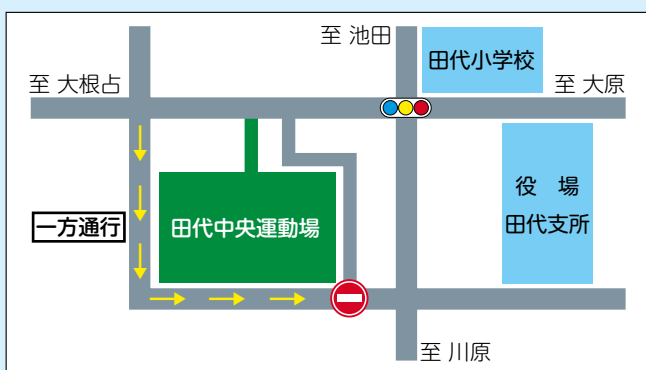 至 池田
田代小学校
至 大根占
至 大原
役 場
田代支所
一方通行
田代中央運動場
至 川原